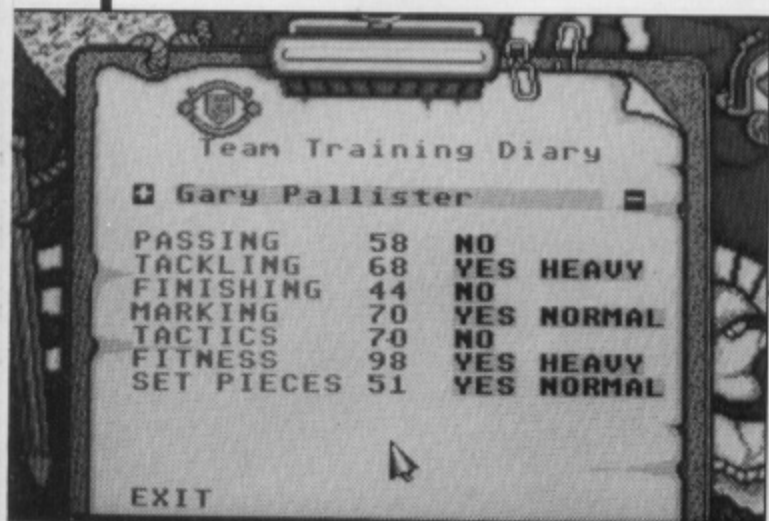 Team Training Diary
+ Gary Pallister -
PASSING 58 NO
TACKLING 68 YES HEAVY
FINISHING 44 NO
MARKING 70 YES NORMAL
TACTICS 70 NO
FITNESS 98 YES HEAVY
SET PIECES 51 YES NORMAL
EXIT